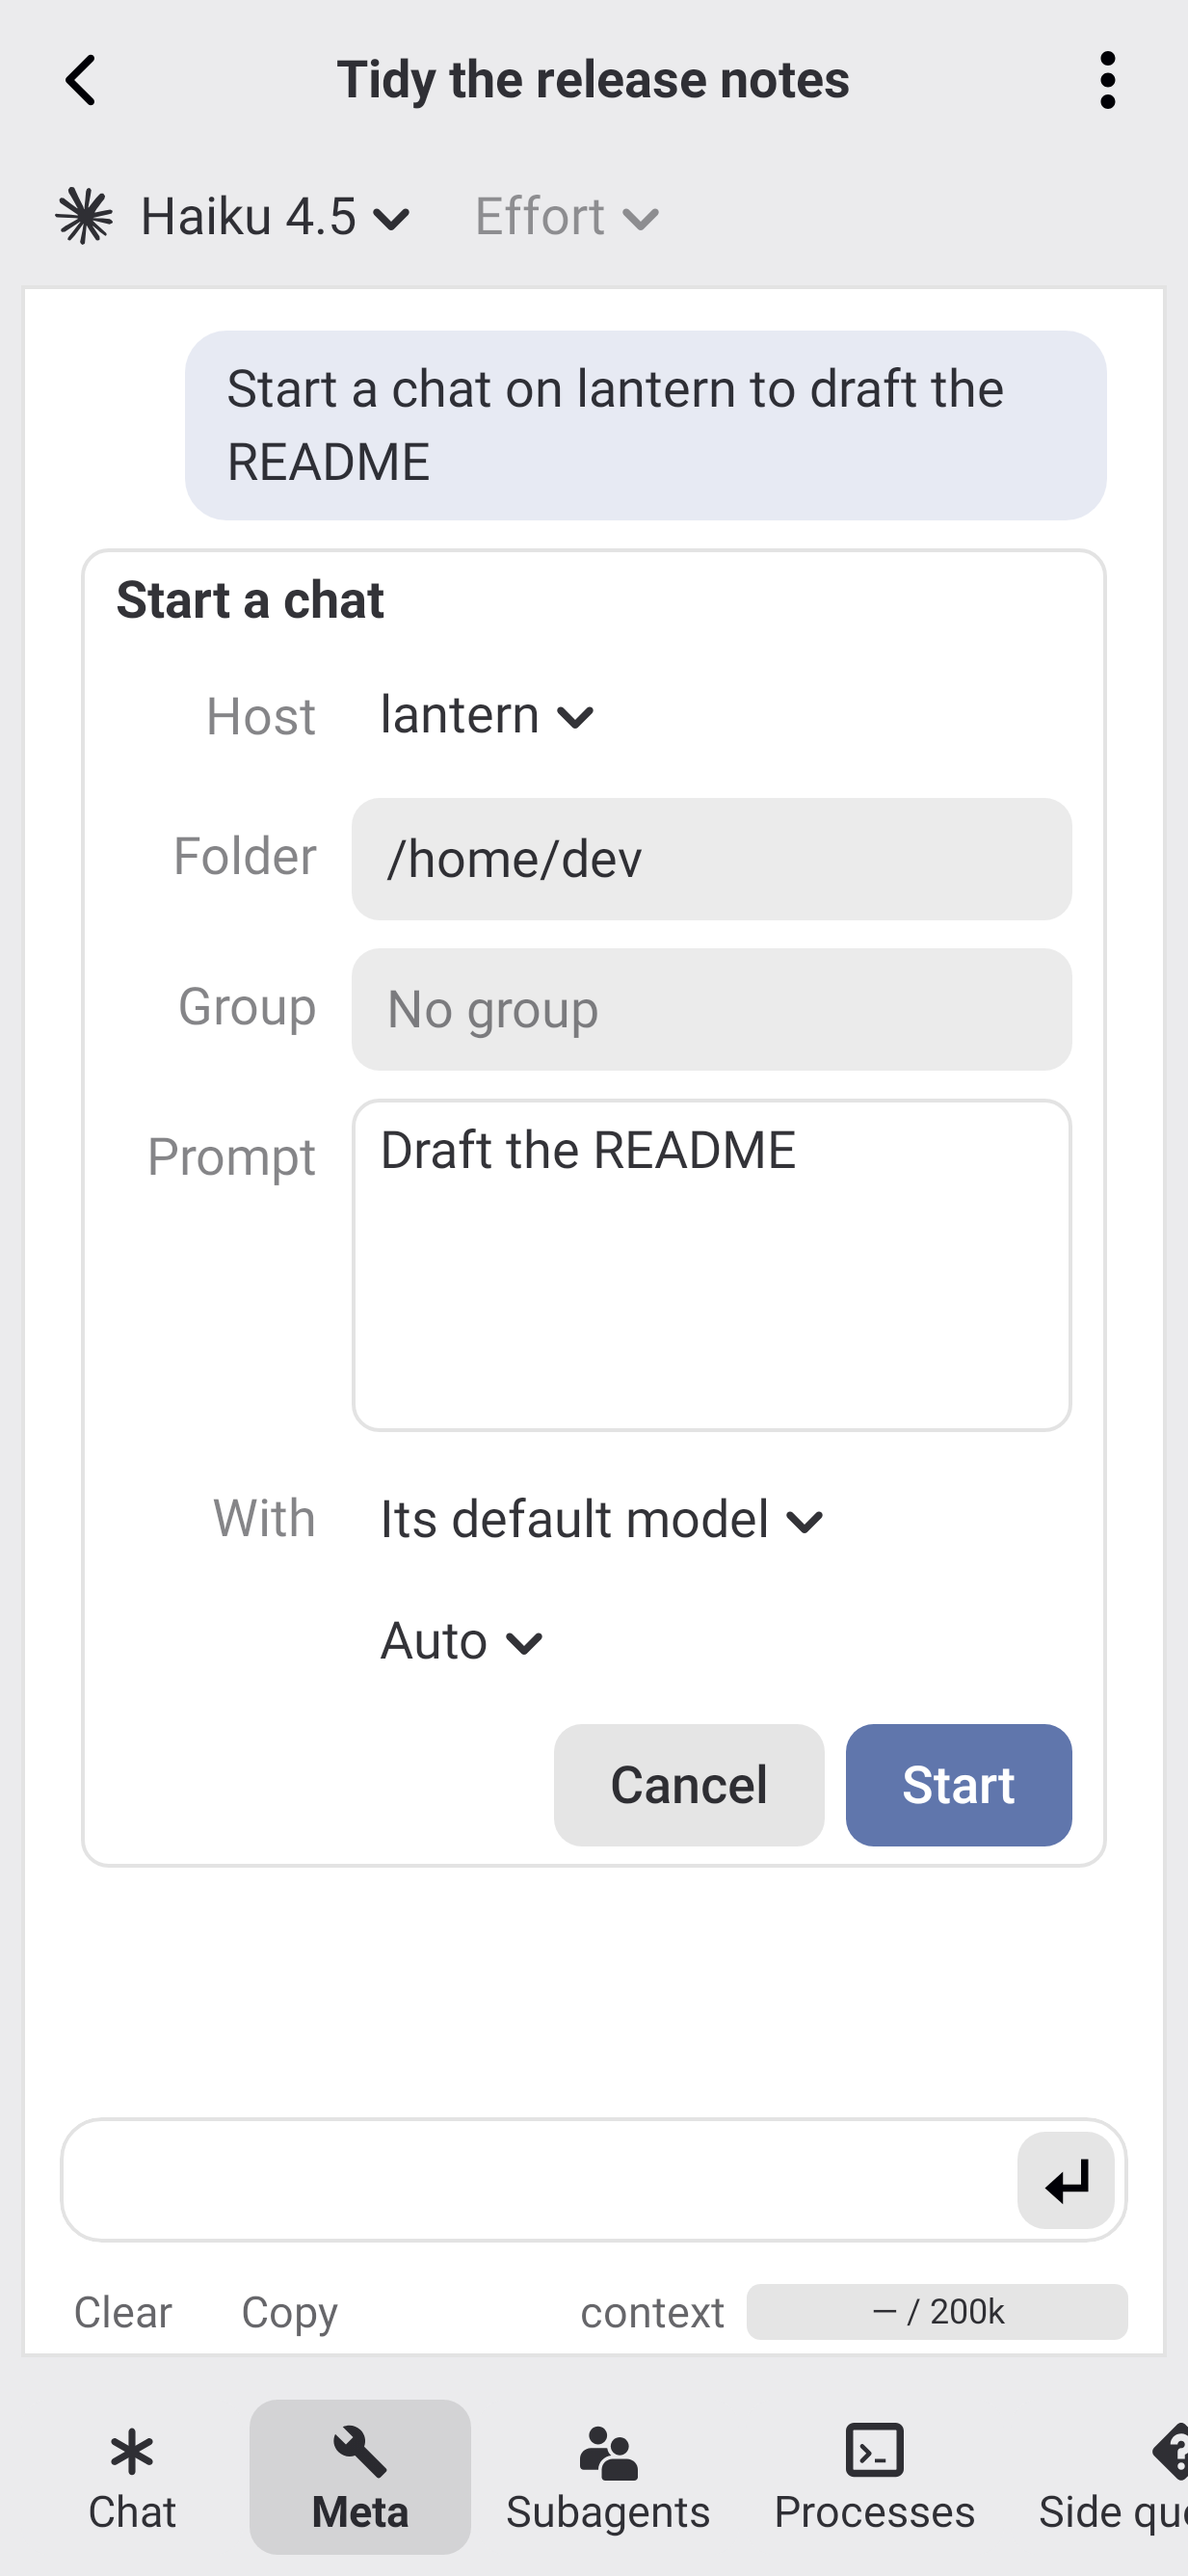 Tidy the release notes
Haiku 4.5 Effort
Start a chat on lantern to draft the
README
Start a chat
Host lantern
Folder /home/dev
Group No group
Prompt Draft the README
With Its default model
Auto
Cancel Start
Clear Copy context — / 200k
Chat Meta Subagents Processes Side